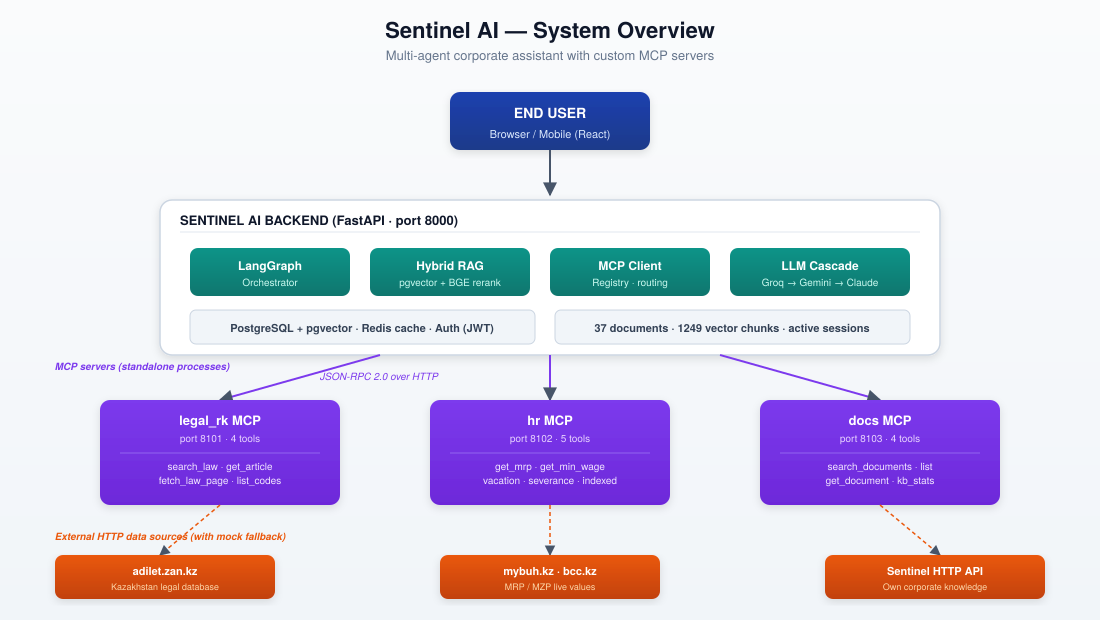 Sentinel AI — System Overview
Multi-agent corporate assistant with custom MCP servers
END USER
Browser / Mobile (React)
SENTINEL AI BACKEND (FastAPI · port 8000)
LangGraph
Orchestrator
Hybrid RAG
pgvector + BGE rerank
MCP Client
Registry · routing
LLM Cascade
Groq → Gemini → Claude
PostgreSQL + pgvector · Redis cache · Auth (JWT)
37 documents · 1249 vector chunks · active sessions
MCP servers (standalone processes)
JSON-RPC 2.0 over HTTP
legal_rk MCP
port 8101 · 4 tools
search_law · get_article
fetch_law_page · list_codes
hr MCP
port 8102 · 5 tools
get_mrp · get_min_wage
vacation · severance · indexed
docs MCP
port 8103 · 4 tools
search_documents · list
get_document · kb_stats
External HTTP data sources (with mock fallback)
adilet.zan.kz
Kazakhstan legal database
mybuh.kz · bcc.kz
MRP / MZP live values
Sentinel HTTP API
Own corporate knowledge